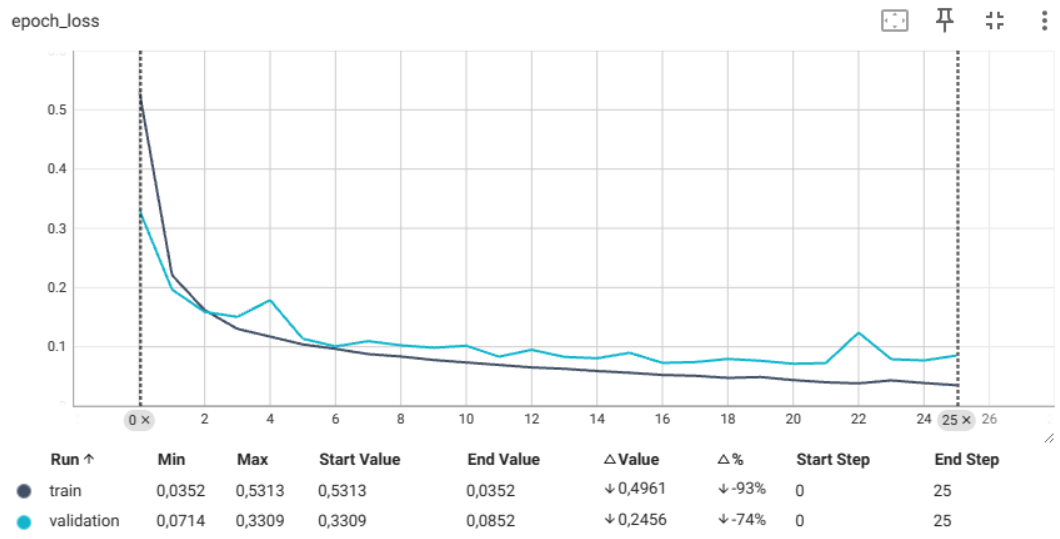 epoch_loss
0.5
0.4
0.3
0.2
0.1
0 × 2 4 6 8 10 12 14 16 18 20 22 24 25 × 26
Run ↑ Min Max Start Value End Value △Value △% Start Step End Step
train 0,0352 0,5313 0,5313 0,0352 ↓0,4961 ↓-93% 0 25
validation 0,0714 0,3309 0,3309 0,0852 ↓0,2456 ↓-74% 0 25